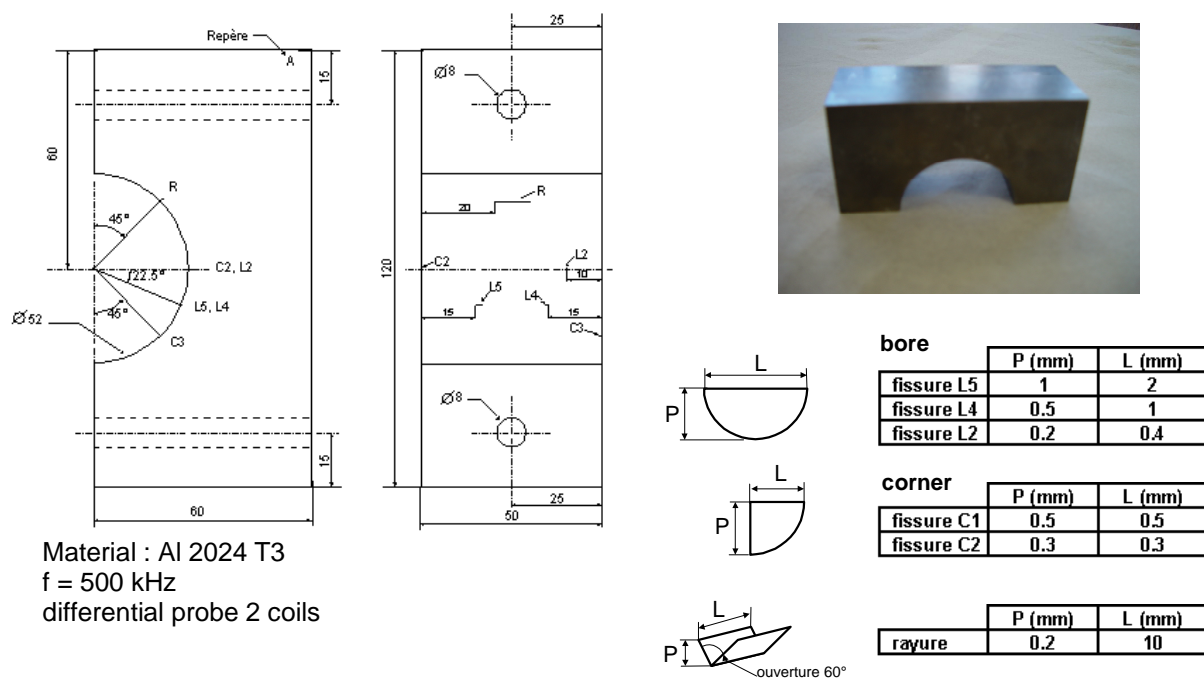 Repère
A
15
60
R
45°
22.5°
C2, L2
L5, L4
45°
C3
Ø 52
15
60
25
Ø8
R
20
C2
L2
10
120
L5
L4
15
15
C3
Ø8
25
50
Material : Al 2024 T3
f = 500 kHz
differential probe 2 coils
L
P
bore
P (mm) L (mm)
fissure L5 1 2
fissure L4 0.5 1
fissure L2 0.2 0.4
L
P
corner
P (mm) L (mm)
fissure C1 0.5 0.5
fissure C2 0.3 0.3
L
P
ouverture 60°
P (mm) L (mm)
rayure 0.2 10